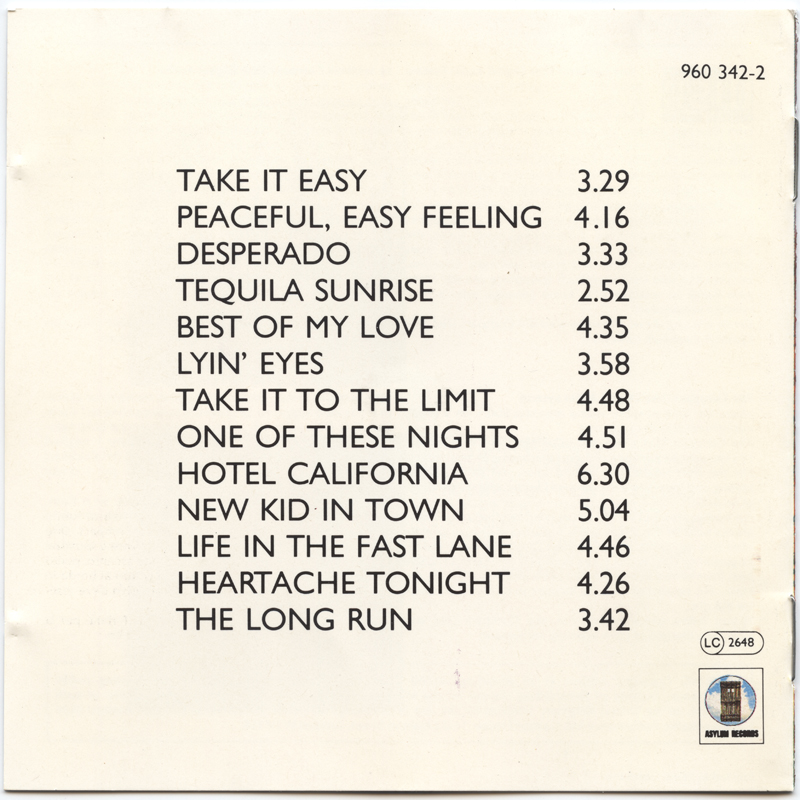 960 342-2
TAKE IT EASY 3.29
PEACEFUL, EASY FEELING 4.16
DESPERADO 3.33
TEQUILA SUNRISE 2.52
BEST OF MY LOVE 4.35
LYIN' EYES 3.58
TAKE IT TO THE LIMIT 4.48
ONE OF THESE NIGHTS 4.51
HOTEL CALIFORNIA 6.30
NEW KID IN TOWN 5.04
LIFE IN THE FAST LANE 4.46
HEARTACHE TONIGHT 4.26
THE LONG RUN 3.42
LC 2648
ASYLUM RECORDS